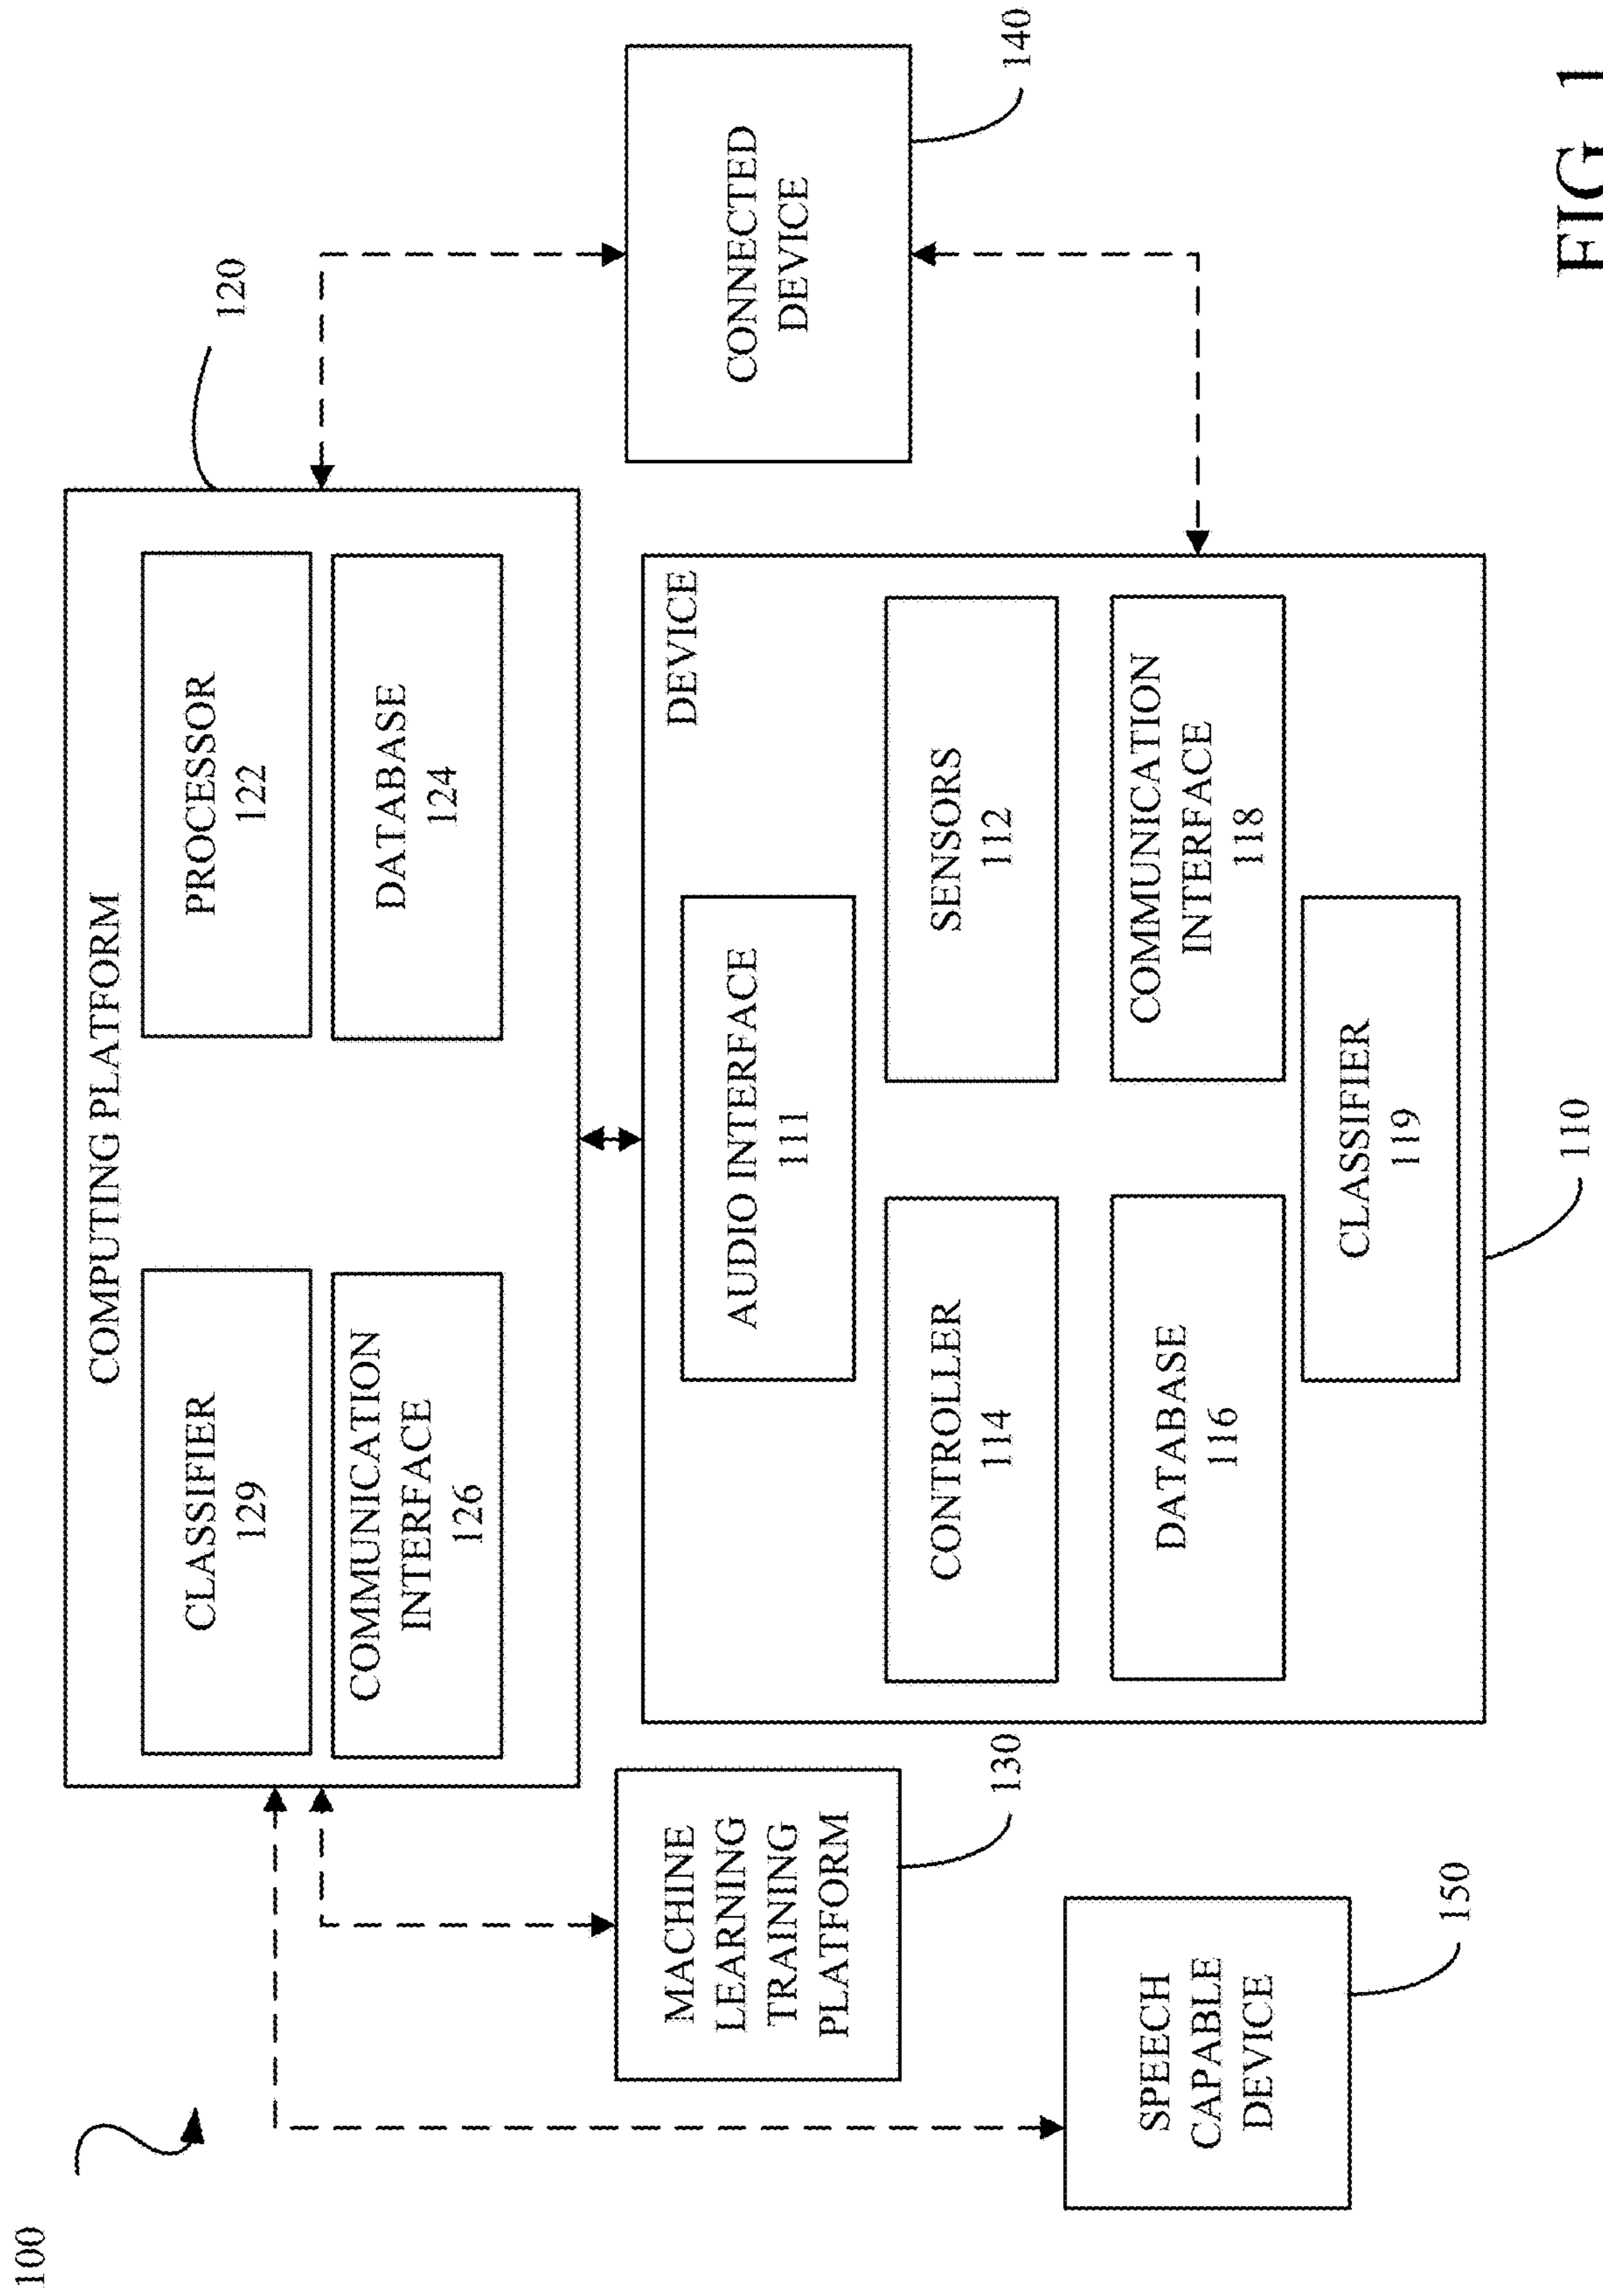 100
COMPUTING PLATFORM
120
CLASSIFIER
129
PROCESSOR
122
COMMUNICATION
INTERFACE
126
DATABASE
124
MACHINE
LEARNING
TRAINING
PLATFORM
130
DEVICE
AUDIO INTERFACE
111
CONTROLLER
114
SENSORS
112
DATABASE
116
COMMUNICATION
INTERFACE
118
CLASSIFIER
119
110
CONNECTED
DEVICE
140
SPEECH
CAPABLE
DEVICE
150
FIG. 1